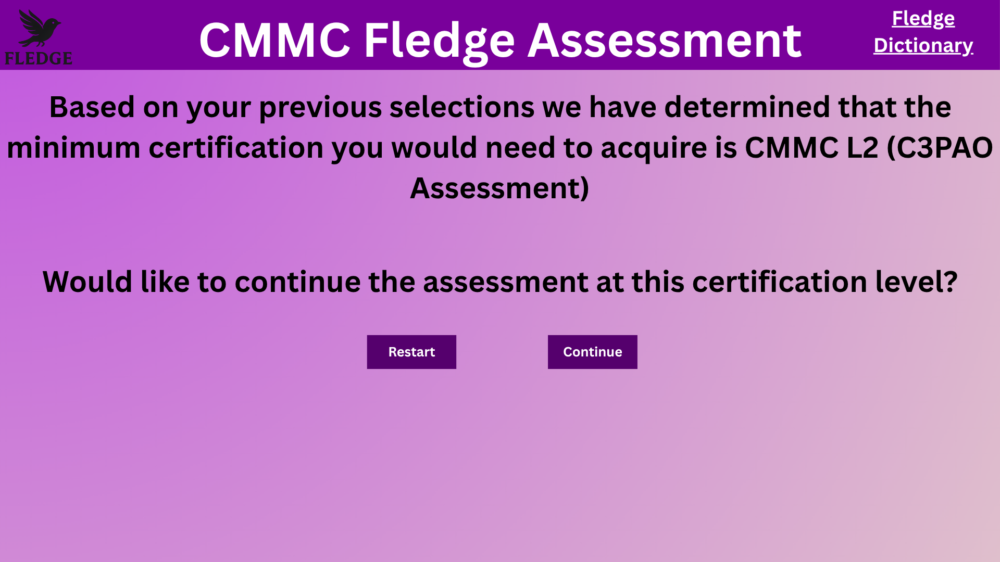 FLEDGE
CMMC Fledge Assessment
Fledge
Dictionary
Based on your previous selections we have determined that the
minimum certification you would need to acquire is CMMC L2 (C3PAO
Assessment)
Would like to continue the assessment at this certification level?
Restart
Continue